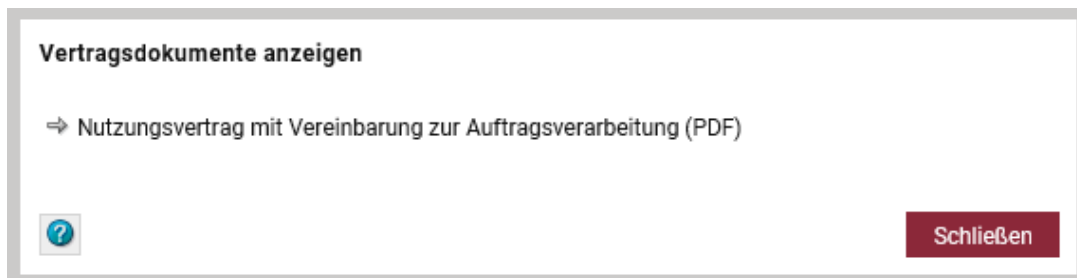 Vertragsdokumente anzeigen
⇨ Nutzungsvertrag mit Vereinbarung zur Auftragsverarbeitung (PDF)
?
Schließen